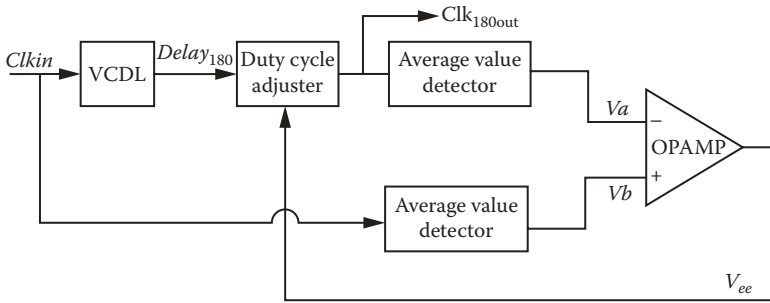 Clk180out
Clkin
VCDL
Delay180
Duty cycle
adjuster
Average value
detector
Va
−
OPAMP
+
Vb
Average value
detector
Vee